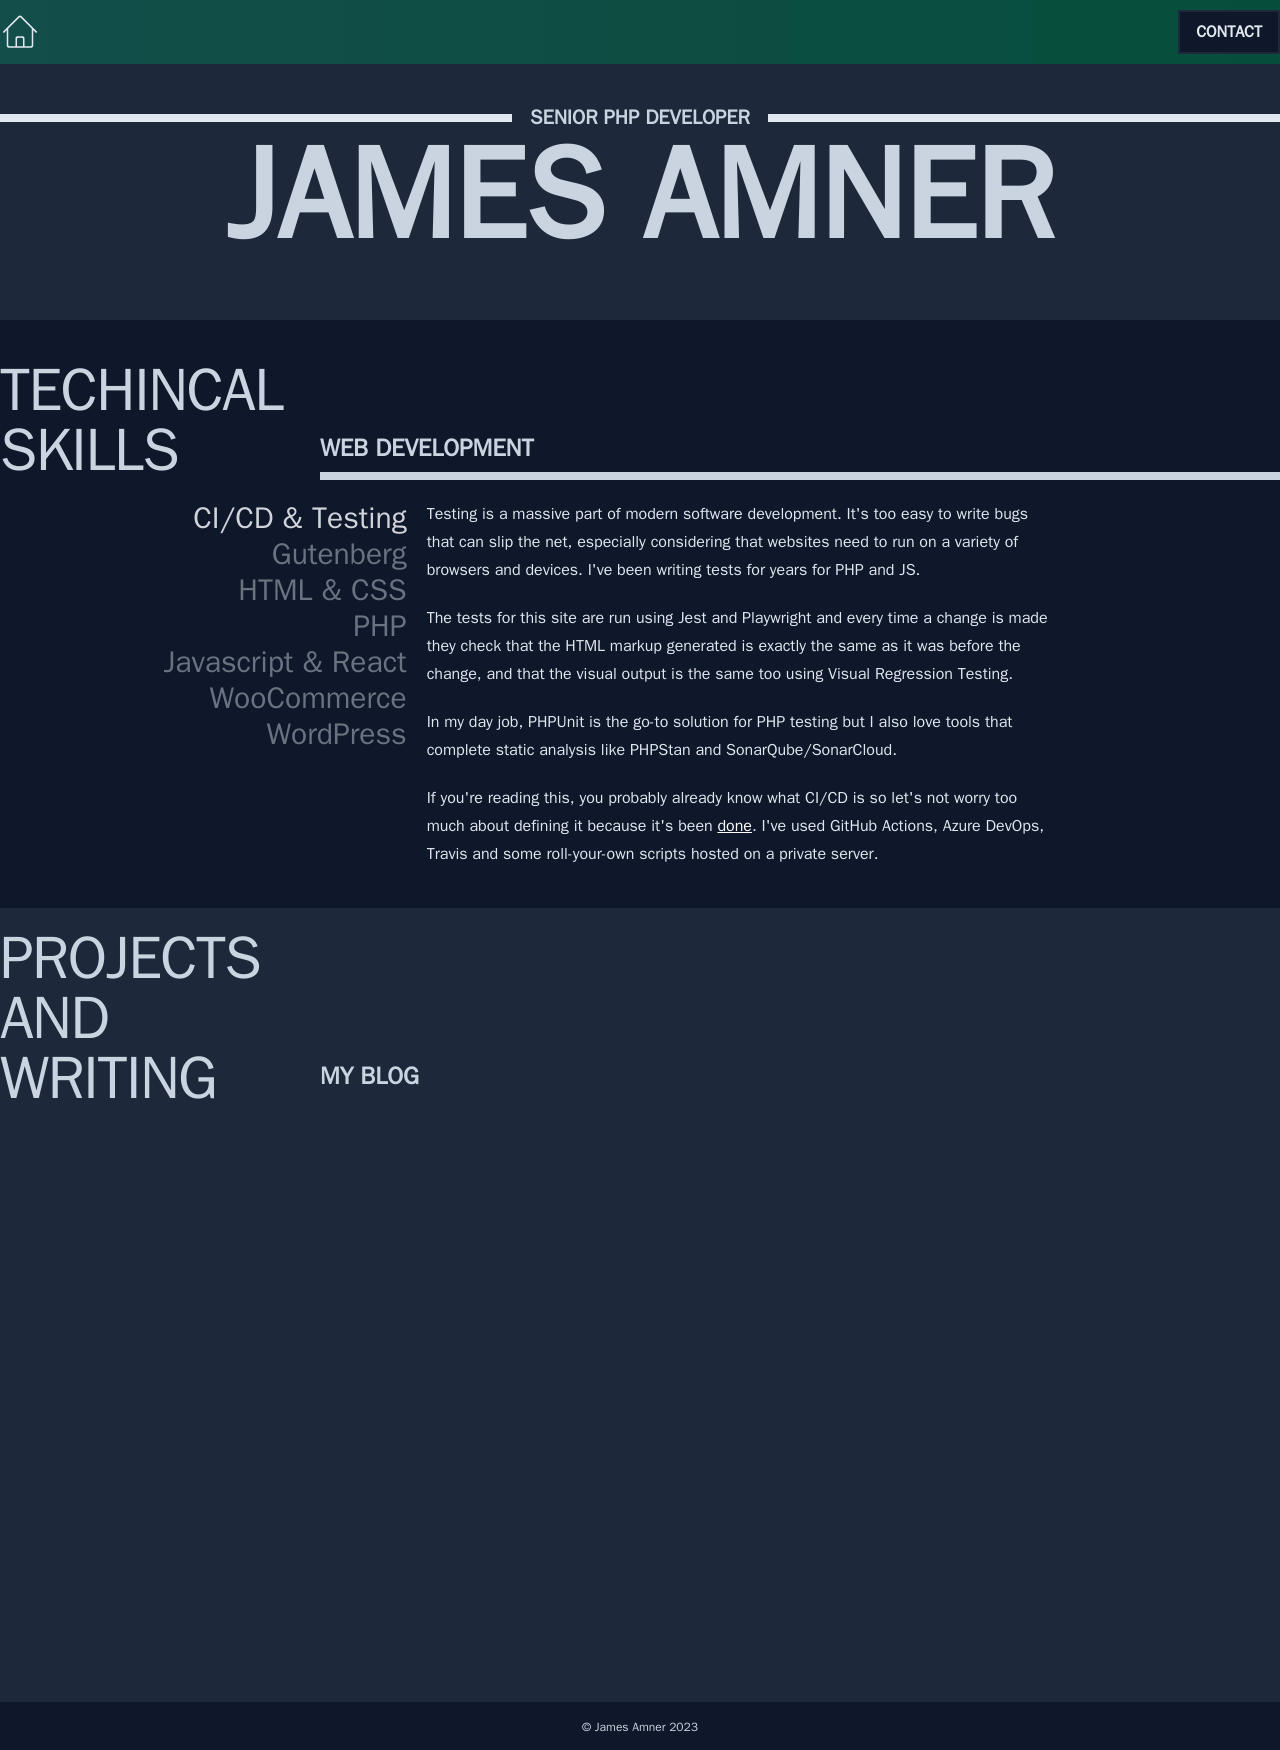 CONTACT
SENIOR PHP DEVELOPER
JAMES AMNER
TECHINCAL
SKILLS
WEB DEVELOPMENT
CI/CD & Testing
Gutenberg
HTML & CSS
PHP
Javascript & React
WooCommerce
WordPress
Testing is a massive part of modern software development. It's too easy to write bugs
that can slip the net, especially considering that websites need to run on a variety of
browsers and devices. I've been writing tests for years for PHP and JS.
The tests for this site are run using Jest and Playwright and every time a change is made
they check that the HTML markup generated is exactly the same as it was before the
change, and that the visual output is the same too using Visual Regression Testing.
In my day job, PHPUnit is the go-to solution for PHP testing but I also love tools that
complete static analysis like PHPStan and SonarQube/SonarCloud.
If you're reading this, you probably already know what CI/CD is so let's not worry too
much about defining it because it's been done. I've used GitHub Actions, Azure DevOps,
Travis and some roll-your-own scripts hosted on a private server.
PROJECTS
AND
WRITING
MY BLOG
© James Amner 2023